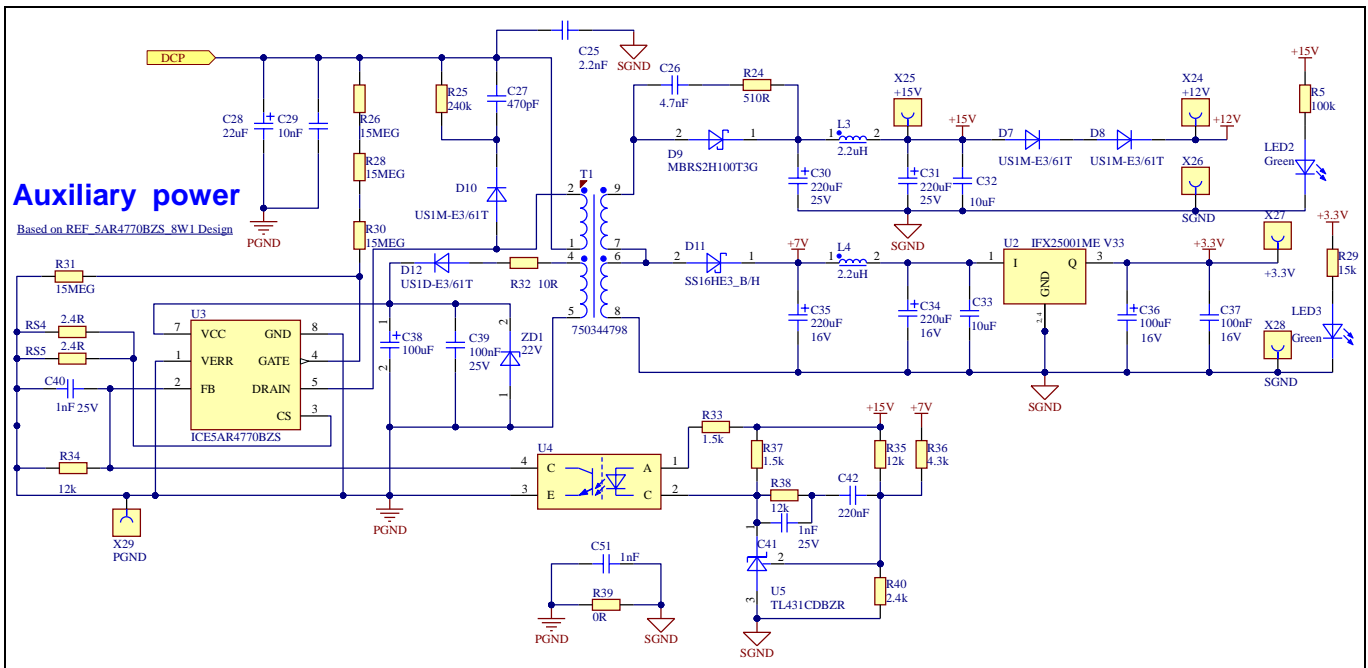 DCP
C25
2.2nF
SGND
C28
22uF
C29
10nF
R26
15MEG
R28
15MEG
R30
15MEG
R25
240k
C27
470pF
D10
US1M-E3/61T
PGND
Auxiliary power
Based on REF_5AR4770BZS_8W1 Design
R31
15MEG
RS4
2.4R
RS5
2.4R
C40
1nF 25V
R34
12k
X29
PGND
U3
7 VCC GND 8
1 VERR GATE 4
2 FB DRAIN 5
CS 3
ICE5AR4770BZS
D12
US1D-E3/61T
R32 10R
1
C38
100uF
2
C39
100nF
25V
2
ZD1
22V
1
T1
2 9
1 7
4 6
5 8
750344798
C26
4.7nF
R24
510R
2 1
D9
MBRS2H100T3G
C30
220uF
25V
L3
1 2
2.2uH
X25
+15V
C31
220uF
25V
+15V
C32
10uF
SGND
D7
US1M-E3/61T
D8
US1M-E3/61T
X24
+12V
+12V
X26
SGND
+15V
R5
100k
LED2
Green
D11
2 1
SS16HE3_B/H
+7V
C35
220uF
16V
L4
1 2
2.2uH
C34
220uF
16V
C33
10uF
U2 IFX25001ME V33
1 I Q 3
GND
2, 4
SGND
+3.3V
C36
100uF
16V
C37
100nF
16V
X27
+3.3V
X28
SGND
+3.3V
R29
15k
LED3
Green
U4
4 C A 1
3 E C 2
PGND
R33
1.5k
R37
1.5k
+15V
R35
12k
+7V
R36
4.3k
R38
12k
C42
220nF
1nF
25V
C41
1
2
3
U5
TL431CDBZR
R40
2.4k
SGND
C51
1nF
R39
0R
PGND
SGND